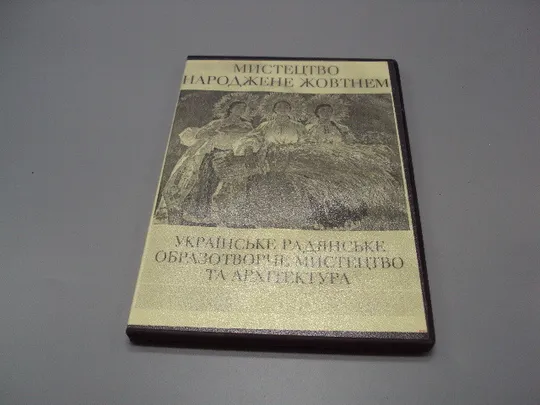 МИСТЕЦТВО
НАРОДЖЕНЕ ЖОВТНЕМ
УКРАЇНСЬКЕ РАДЯНСЬКЕ
ОБРАЗОТВОРЧЕ МИСТЕЦТВО
ТА АРХІТЕКТУРА